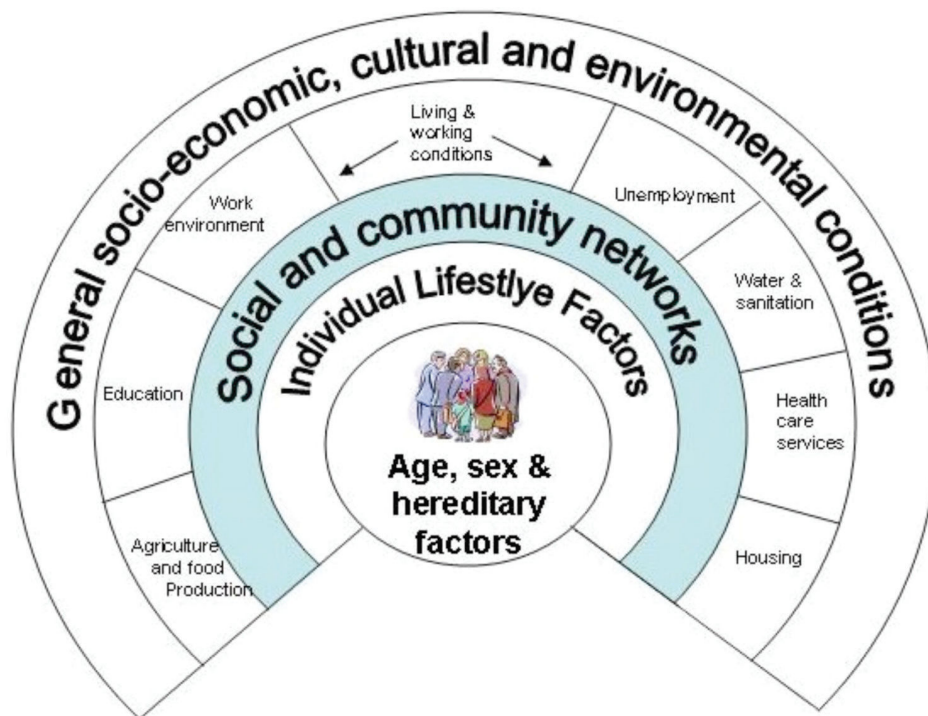 G eneral socio-economic, cultural and environmental conditions
Living &
working
conditions
Work
environment
Unemployment
Social and community networks
Water &
sanitation
Individual Lifestlye Factors
Education
Health
care
services
Age, sex &
hereditary
factors
Agriculture
and food
Production
Housing